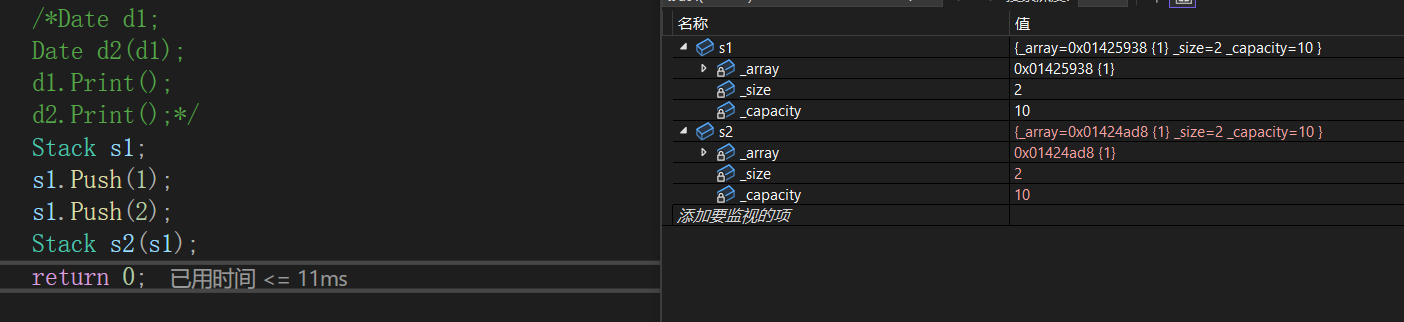 /*Date d1;
Date d2(d1);
d1.Print();
d2.Print();*/
Stack s1;
s1.Push(1);
s1.Push(2);
Stack s2(s1);
return 0; 已用时间 <= 11ms
名称 值
s1 {_array=0x01425938 {1} _size=2 _capacity=10 }
_array 0x01425938 {1}
_size 2
_capacity 10
s2 {_array=0x01424ad8 {1} _size=2 _capacity=10 }
_array 0x01424ad8 {1}
_size 2
_capacity 10
添加要监视的项